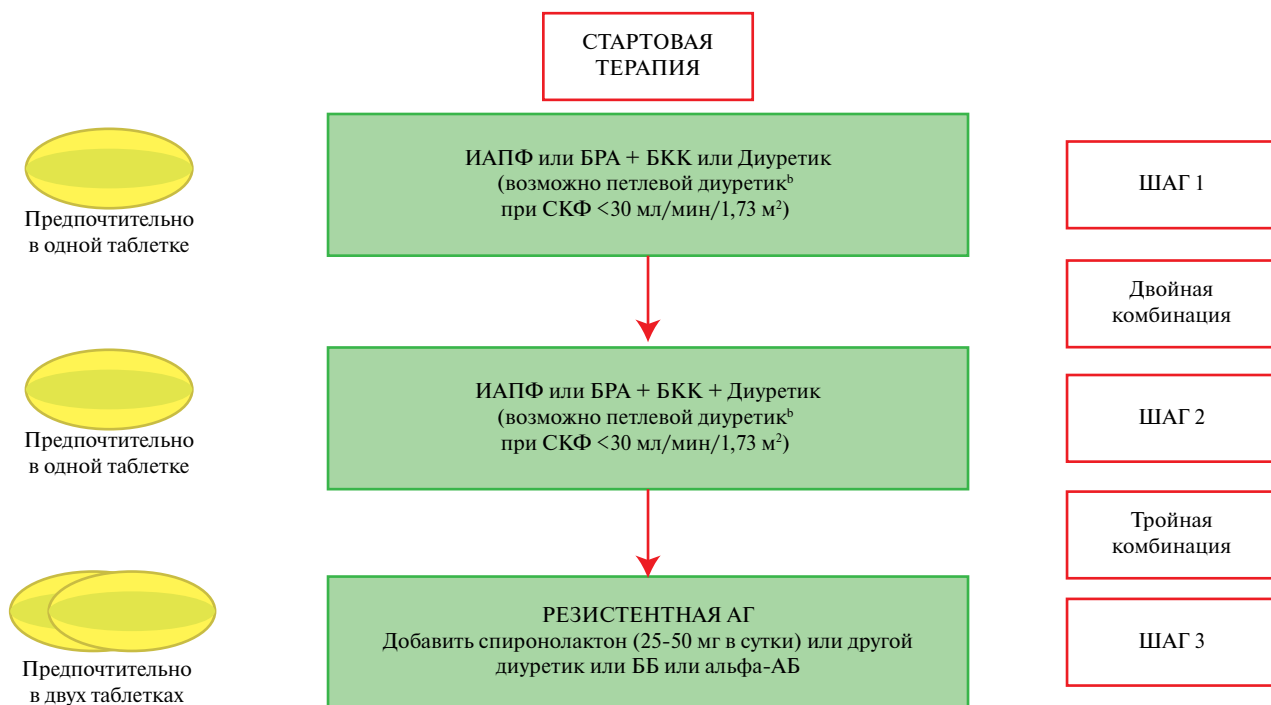 СТАРТОВАЯ
ТЕРАПИЯ
Предпочтительно
в одной таблетке
ИАПФ или БРА + БКК или Диуретик
(возможно петлевой диуретикᵇ
при СКФ <30 мл/мин/1,73 м²)
ШАГ 1
Двойная
комбинация
Предпочтительно
в одной таблетке
ИАПФ или БРА + БКК + Диуретик
(возможно петлевой диуретикᵇ
при СКФ <30 мл/мин/1,73 м²)
ШАГ 2
Тройная
комбинация
Предпочтительно
в двух таблетках
РЕЗИСТЕНТНАЯ АГ
Добавить спиронолактон (25-50 мг в сутки) или другой
диуретик или ББ или альфа-АБ
ШАГ 3